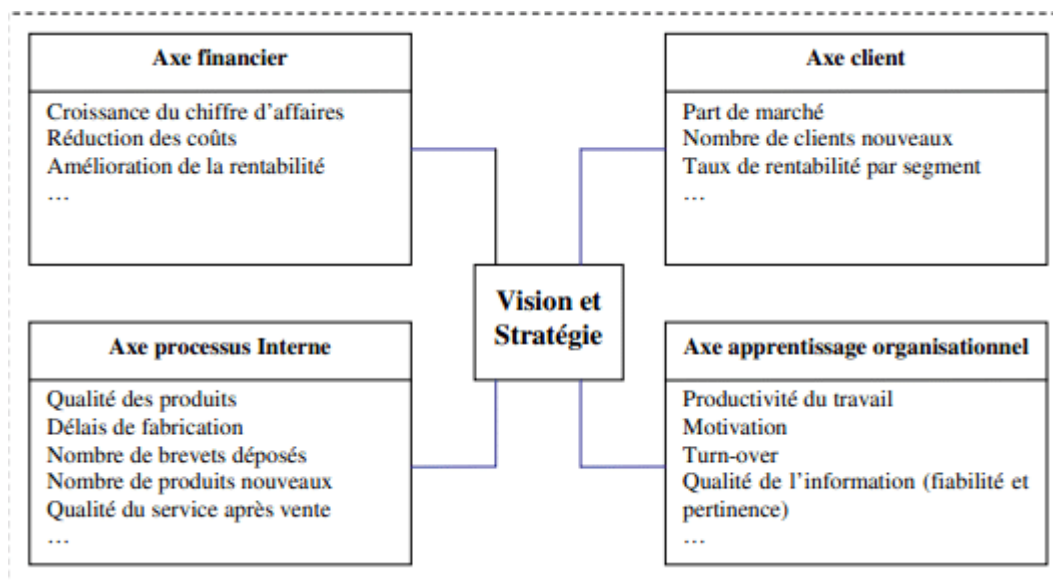 Axe financier
Croissance du chiffre d’affaires
Réduction des coûts
Amélioration de la rentabilité
…
Axe client
Part de marché
Nombre de clients nouveaux
Taux de rentabilité par segment
…
Vision et
Stratégie
Axe processus Interne
Qualité des produits
Délais de fabrication
Nombre de brevets déposés
Nombre de produits nouveaux
Qualité du service après vente
…
Axe apprentissage organisationnel
Productivité du travail
Motivation
Turn-over
Qualité de l’information (fiabilité et
pertinence)
…